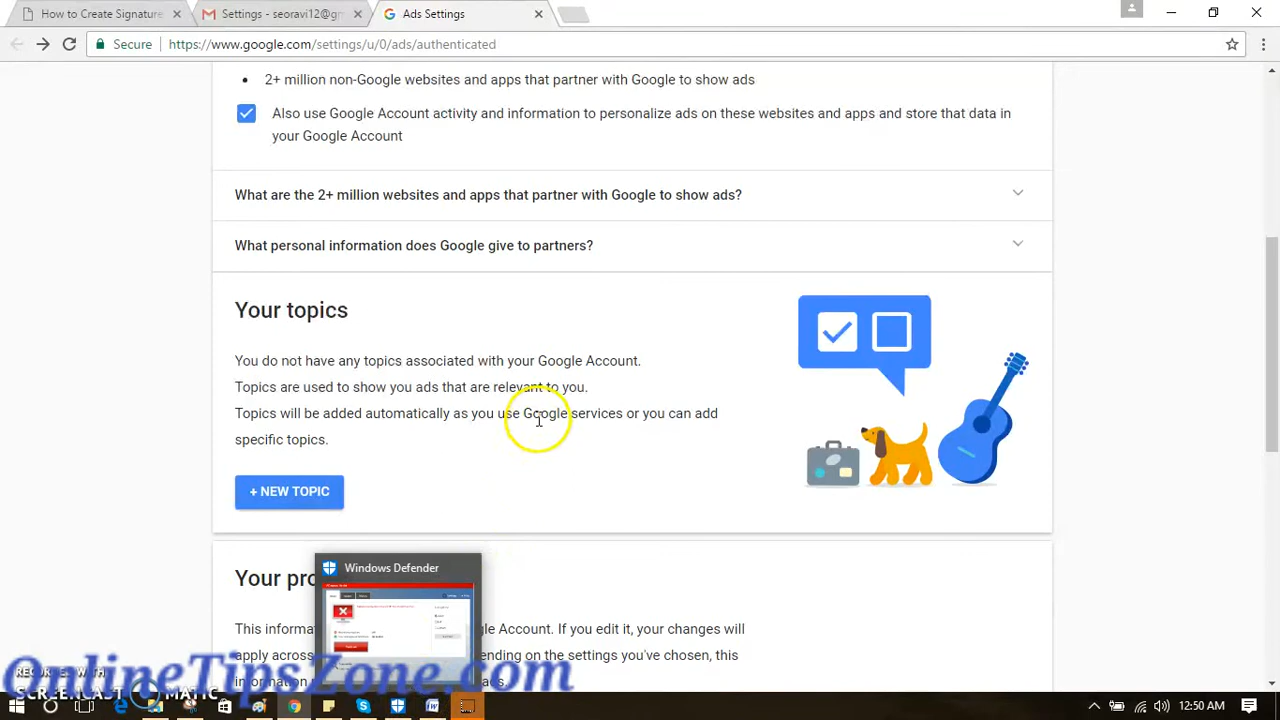 How to Create Signature
Settings - seoravi12@g
Ads Settings
Secure
https://www.google.com/settings/u/0/ads/authenticated
2+ million non-Google websites and apps that partner with Google to show ads
Also use Google Account activity and information to personalize ads on these websites and apps and store that data in
your Google Account
What are the 2+ million websites and apps that partner with Google to show ads?
What personal information does Google give to partners?
Your topics
You do not have any topics associated with your Google Account.
Topics are used to show you ads that are relevant to you.
Topics will be added automatically as you use Google services or you can add
specific topics.
+ NEW TOPIC
Windows Defender
Your pro
This informa gle Account. If you edit it, your changes will
apply across ending on the settings you've chosen, this
information ads.
12:50 AM